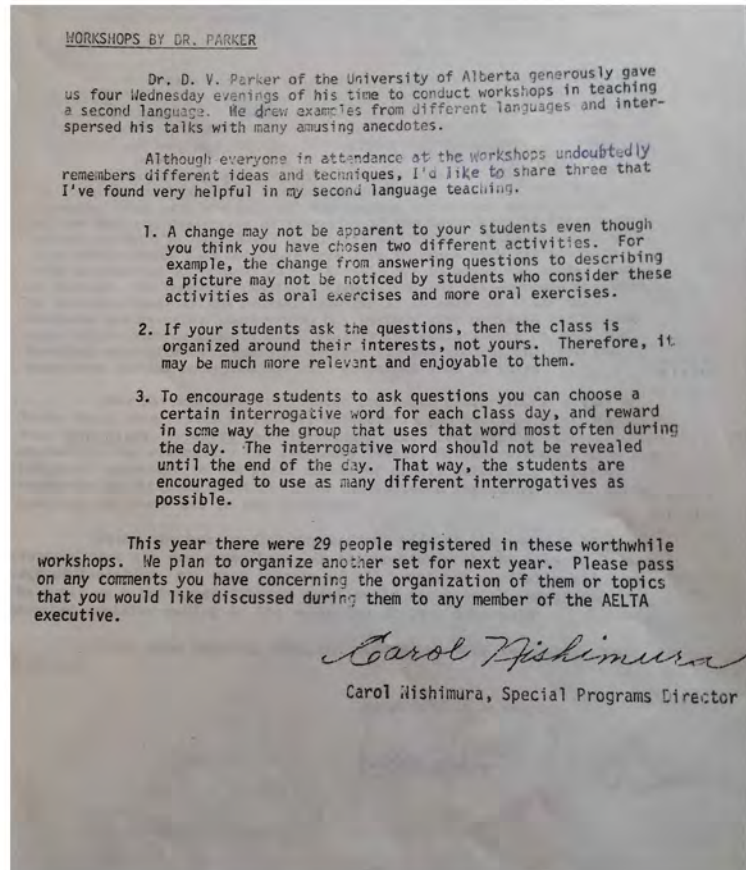 WORKSHOPS BY DR. PARKER
Dr. D. V. Parker of the University of Alberta generously gave
us four Wednesday evenings of his time to conduct workshops in teaching
a second language. He drew examples from different languages and inter-
spersed his talks with many amusing anecdotes.
Although everyone in attendance at the workshops undoubtedly
remembers different ideas and techniques, I'd like to share three that
I've found very helpful in my second language teaching.
1. A change may not be apparent to your students even though
you think you have chosen two different activities. For
example, the change from answering questions to describing
a picture may not be noticed by students who consider these
activities as oral exercises and more oral exercises.
2. If your students ask the questions, then the class is
organized around their interests, not yours. Therefore, it
may be much more relevant and enjoyable to them.
3. To encourage students to ask questions you can choose a
certain interrogative word for each class day, and reward
in some way the group that uses that word most often during
the day. The interrogative word should not be revealed
until the end of the day. That way, the students are
encouraged to use as many different interrogatives as
possible.
This year there were 29 people registered in these worthwhile
workshops. We plan to organize another set for next year. Please pass
on any comments you have concerning the organization of them or topics
that you would like discussed during them to any member of the AELTA
executive.
Carol Nishimura
Carol Nishimura, Special Programs Director